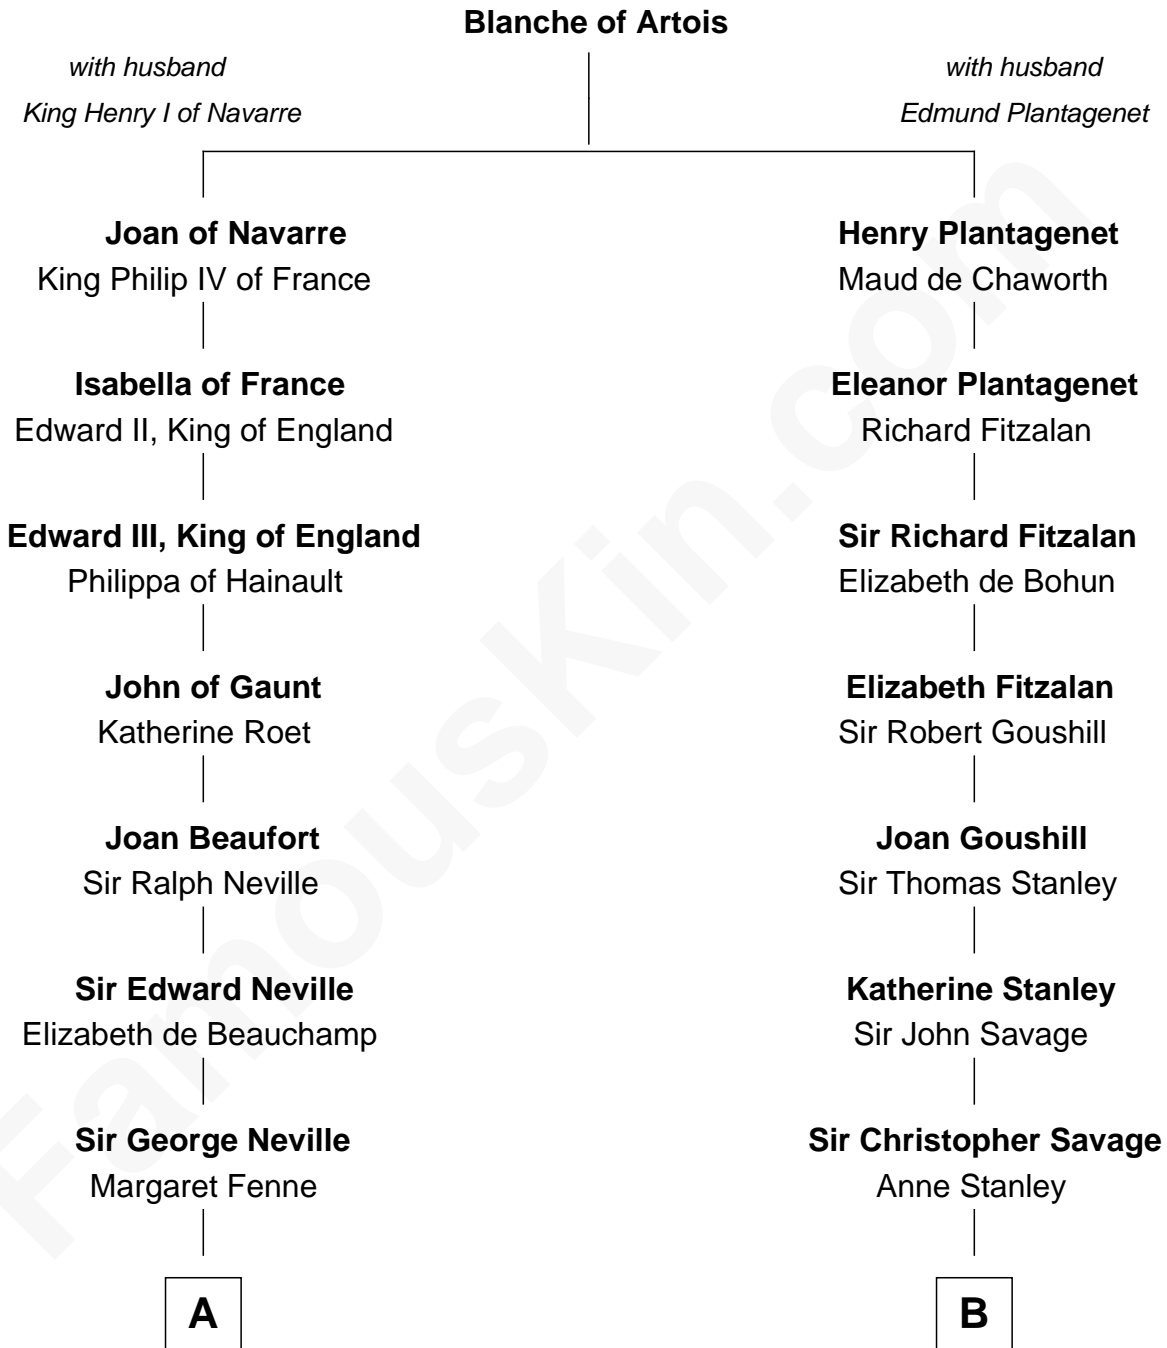 Blanche of Artois
with husband
King Henry I of Navarre
with husband
Edmund Plantagenet
Joan of Navarre
King Philip IV of France
Henry Plantagenet
Maud de Chaworth
Isabella of France
Edward II, King of England
Eleanor Plantagenet
Richard Fitzalan
Edward III, King of England
Philippa of Hainault
Sir Richard Fitzalan
Elizabeth de Bohun
John of Gaunt
Katherine Roet
Elizabeth Fitzalan
Sir Robert Goushill
Joan Beaufort
Sir Ralph Neville
Joan Goushill
Sir Thomas Stanley
Sir Edward Neville
Elizabeth de Beauchamp
Katherine Stanley
Sir John Savage
Sir George Neville
Margaret Fenne
Sir Christopher Savage
Anne Stanley
A
B
FamousKin.com